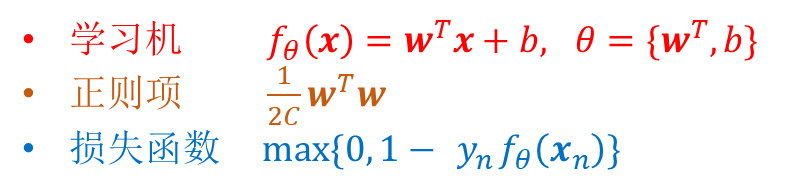 • 学习机 f_θ(x) = w^T x + b, θ = {w^T, b}
• 正则项 \frac{1}{2C} w^T w
• 损失函数 max{0, 1 − y_n f_θ(x_n)}